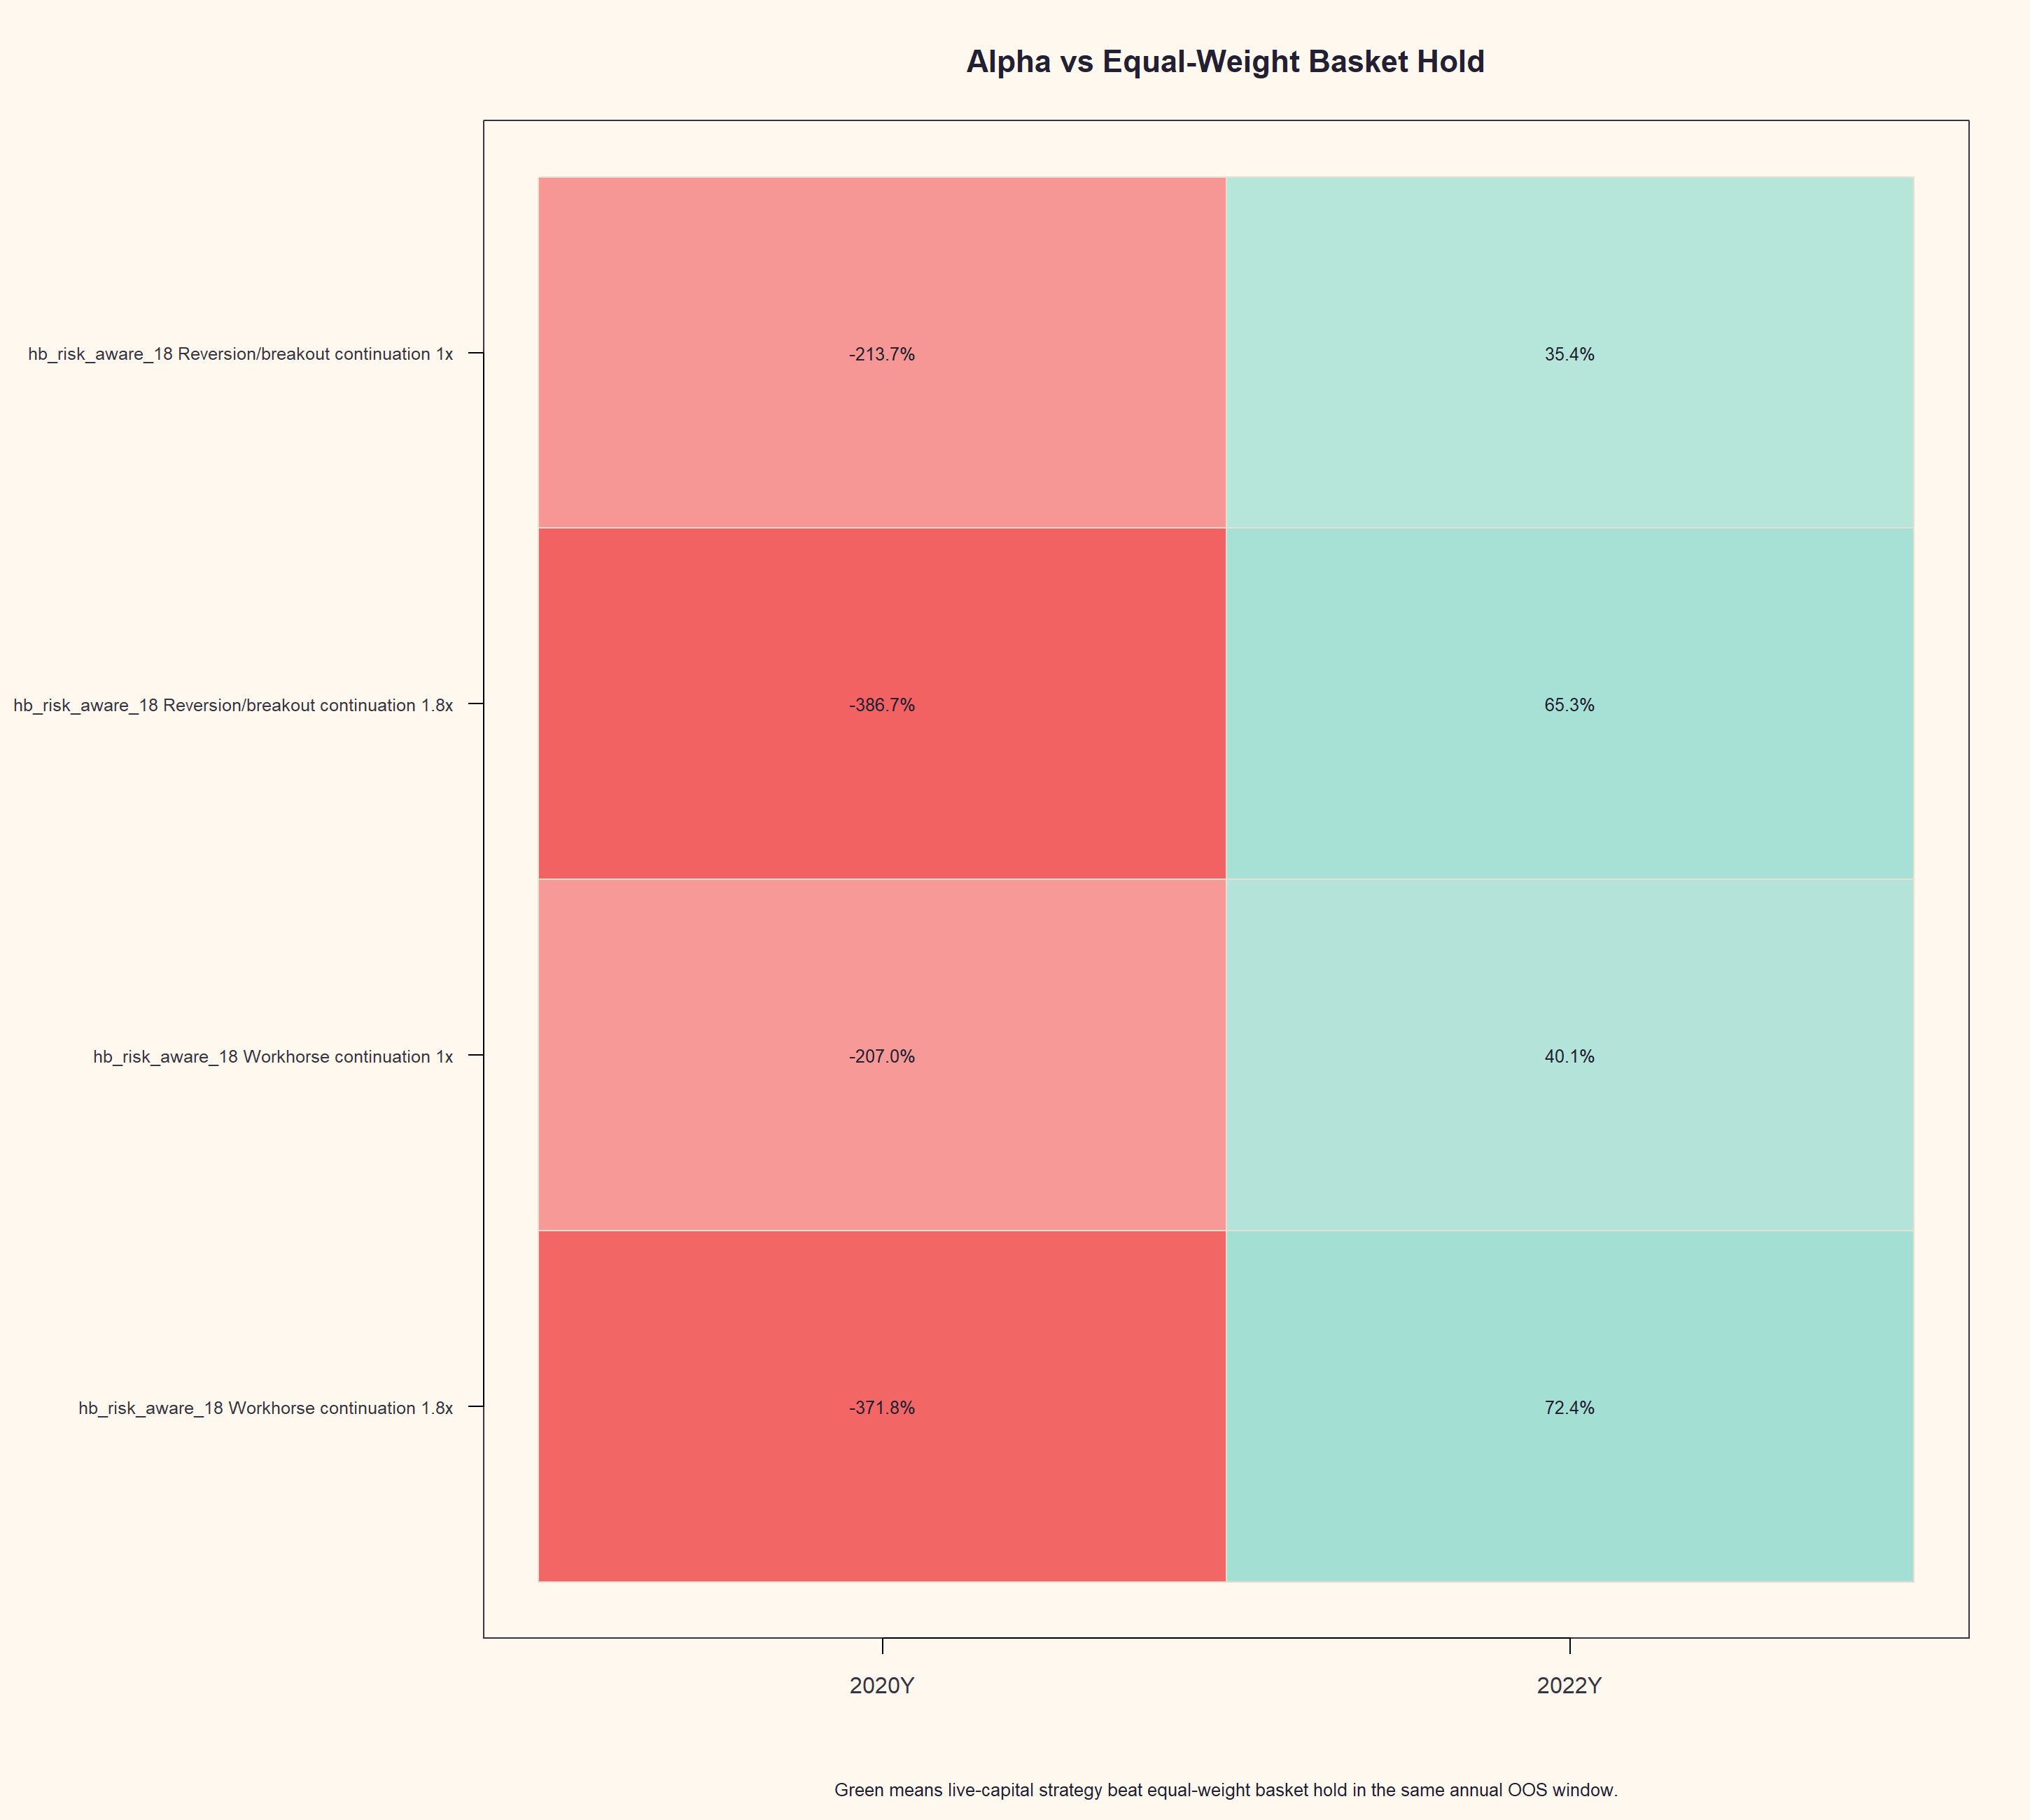 Alpha vs Equal-Weight Basket Hold
hb_risk_aware_18 Reversion/breakout continuation 1x
-213.7%
35.4%
hb_risk_aware_18 Reversion/breakout continuation 1.8x
-386.7%
65.3%
hb_risk_aware_18 Workhorse continuation 1x
-207.0%
40.1%
hb_risk_aware_18 Workhorse continuation 1.8x
-371.8%
72.4%
2020Y
2022Y
Green means live-capital strategy beat equal-weight basket hold in the same annual OOS window.